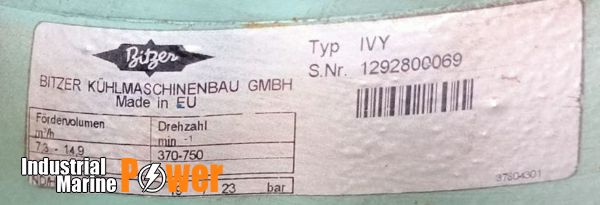 Bitzer
BITZER KÜHLMASCHINENBAU GMBH
Made in EU
Typ IVY
S.Nr. 1292800069
Fördervolumen Drehzahl
m³/h min -1
7,3 - 14,9 370-750
/ 23 bar
37804301
Industrial
Marine Power